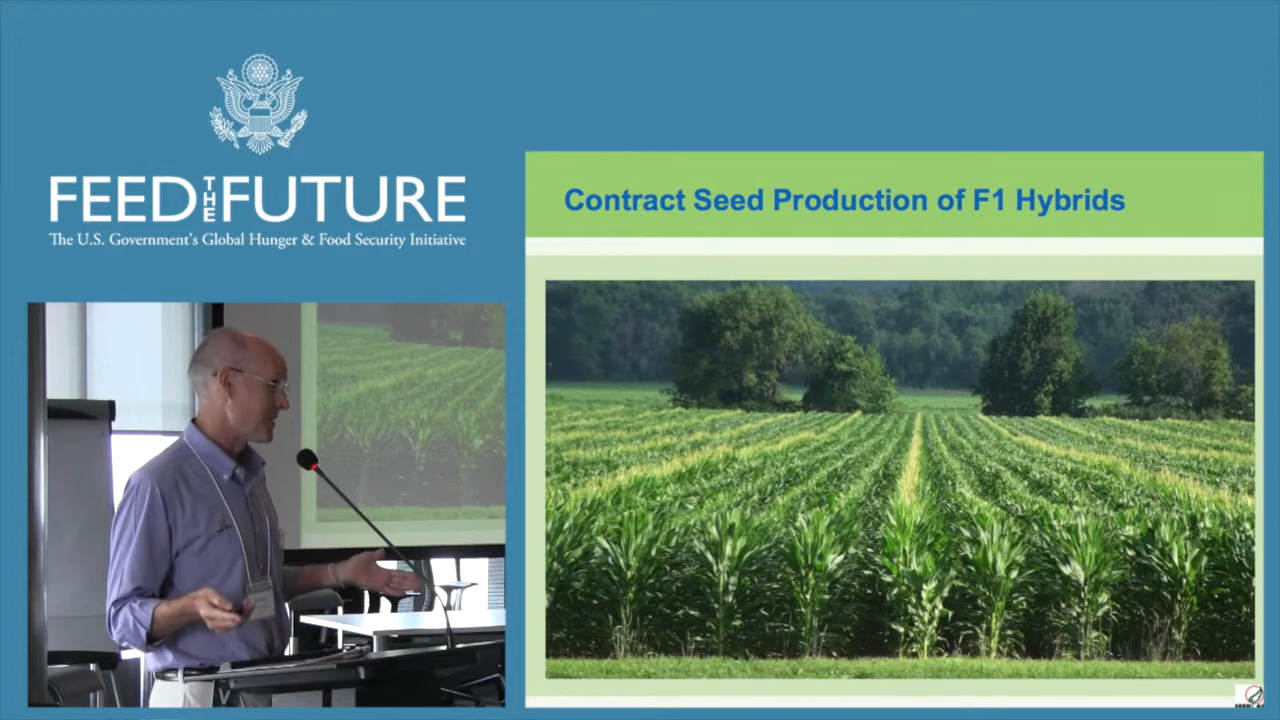 FEED THE FUTURE
The U.S. Government's Global Hunger & Food Security Initiative
Contract Seed Production of F1 Hybrids